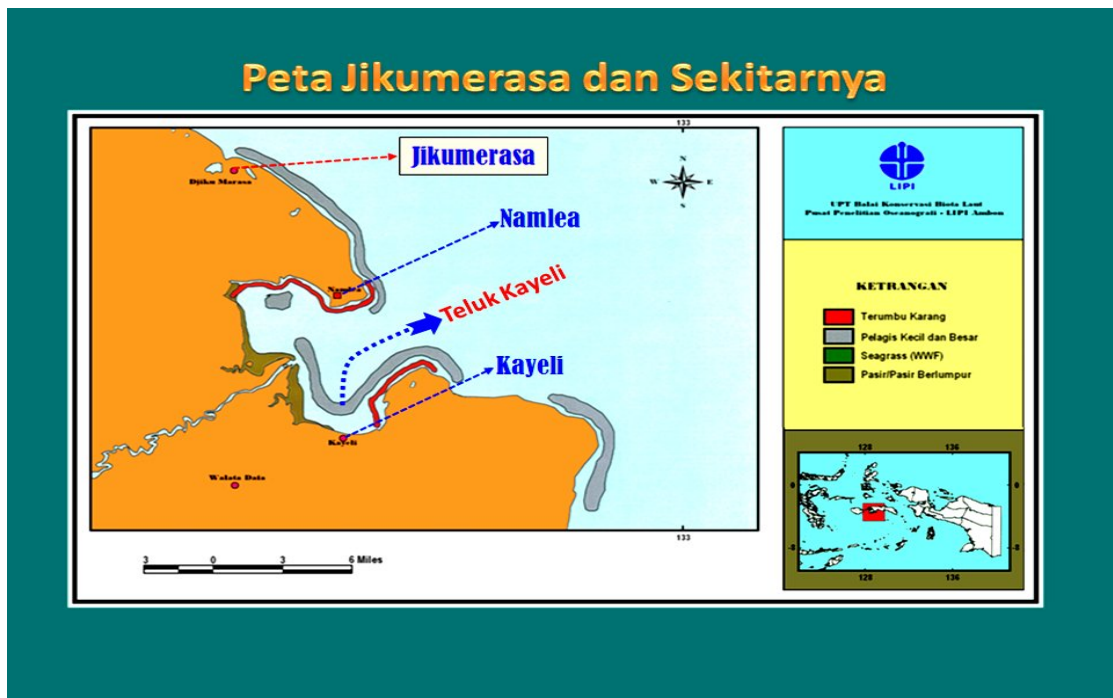 Peta Jikumerasa dan Sekitarnya
133
Jikumerasa
Djiku Marasa
N
W E
S
Namlea
Namlea
Teluk Kayeli
Kayeli
Kayeli
Walata Data
133
3 0 3 6 Miles
LIPI
UPT Balai Konservasi Biota Laut
Pusat Penelitian Oseanografi - LIPI Ambon
KETRANGAN
Terumbu Karang
Pelagis Kecil dan Besar
Seagrass (WWF)
Pasir/Pasir Berlumpur
128 136
0 0
-8 -8
128 136